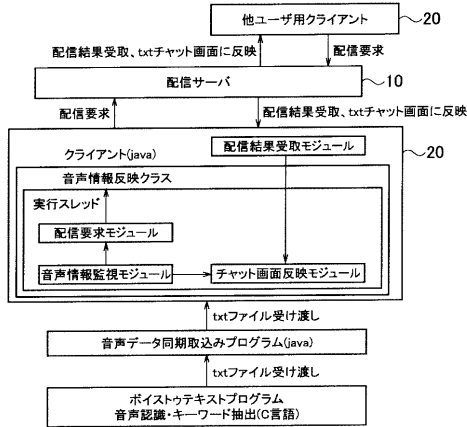 他ユーザ用クライアント
20
配信結果受取、txtチャット画面に反映
配信要求
配信サーバ
10
配信要求
配信結果受取、txtチャット画面に反映
クライアント(java)
配信結果受取モジュール
20
音声情報反映クラス
実行スレッド
配信要求モジュール
音声情報監視モジュール
チャット画面反映モジュール
txtファイル受け渡し
音声データ同期取込みプログラム(java)
txtファイル受け渡し
ボイストゥテキストプログラム
音声認識・キーワード抽出(C言語)